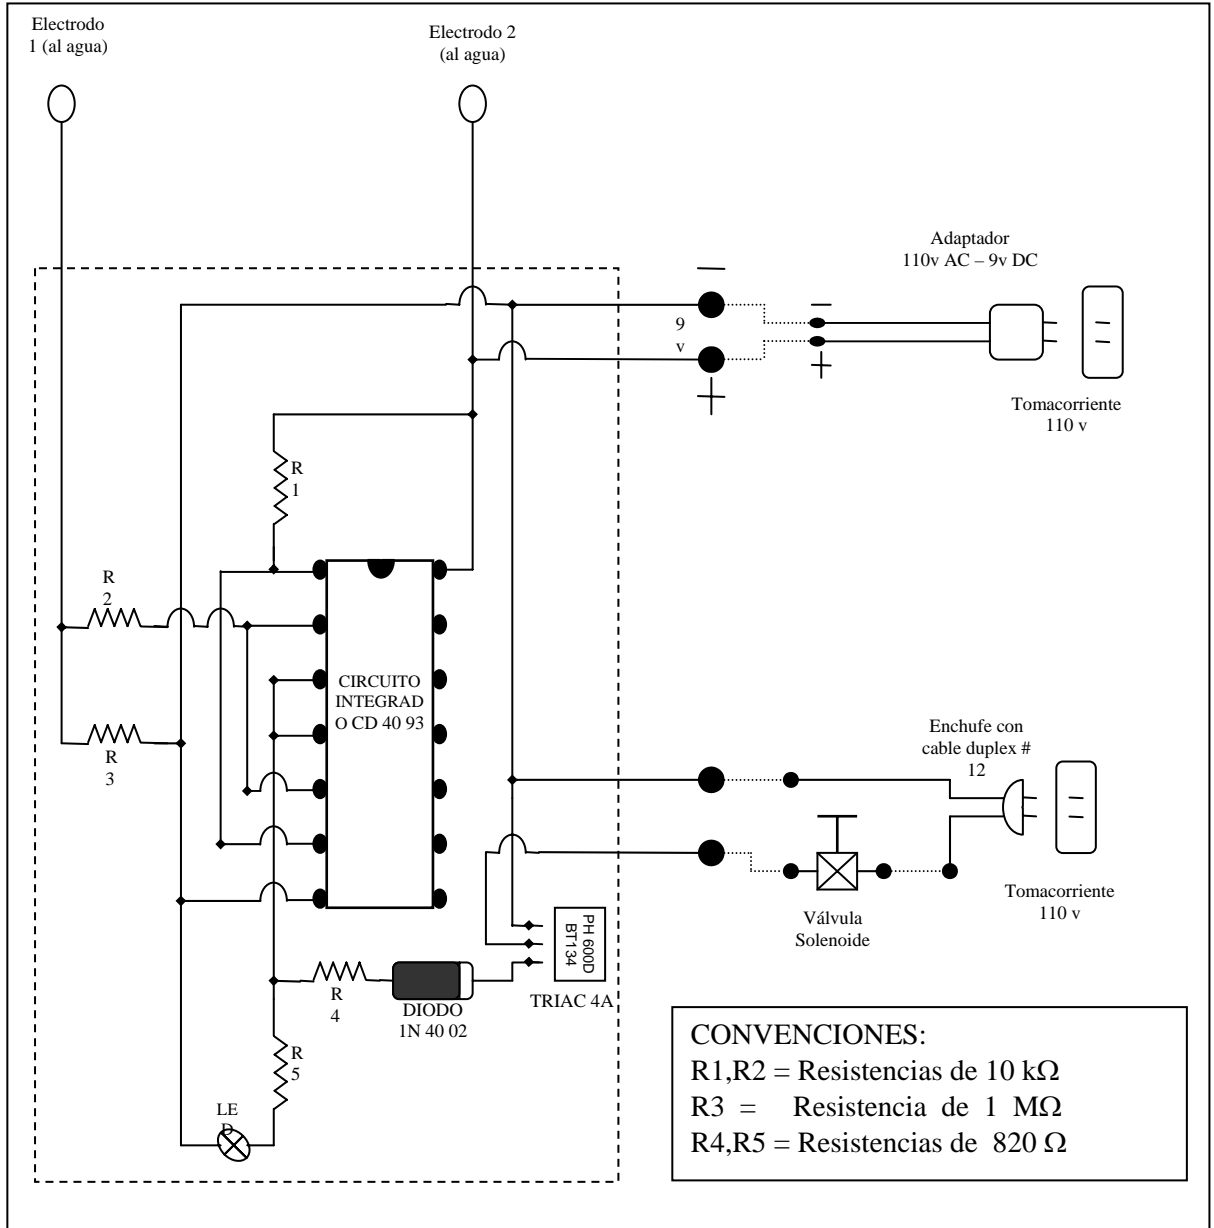 Electrodo
1 (al agua)
Electrodo 2
(al agua)
Adaptador
110v AC – 9v DC
9
v
Tomacorriente
110 v
R
1
R
2
CIRCUITO
INTEGRAD
O CD 40 93
R
3
Enchufe con
cable duplex #
12
Tomacorriente
110 v
Válvula
Solenoide
PH 600D
BT134
TRIAC 4A
R
4
DIODO
1N 40 02
R
5
LE
D
CONVENCIONES:
R1,R2 = Resistencias de 10 kΩ
R3 = Resistencia de 1 MΩ
R4,R5 = Resistencias de 820 Ω